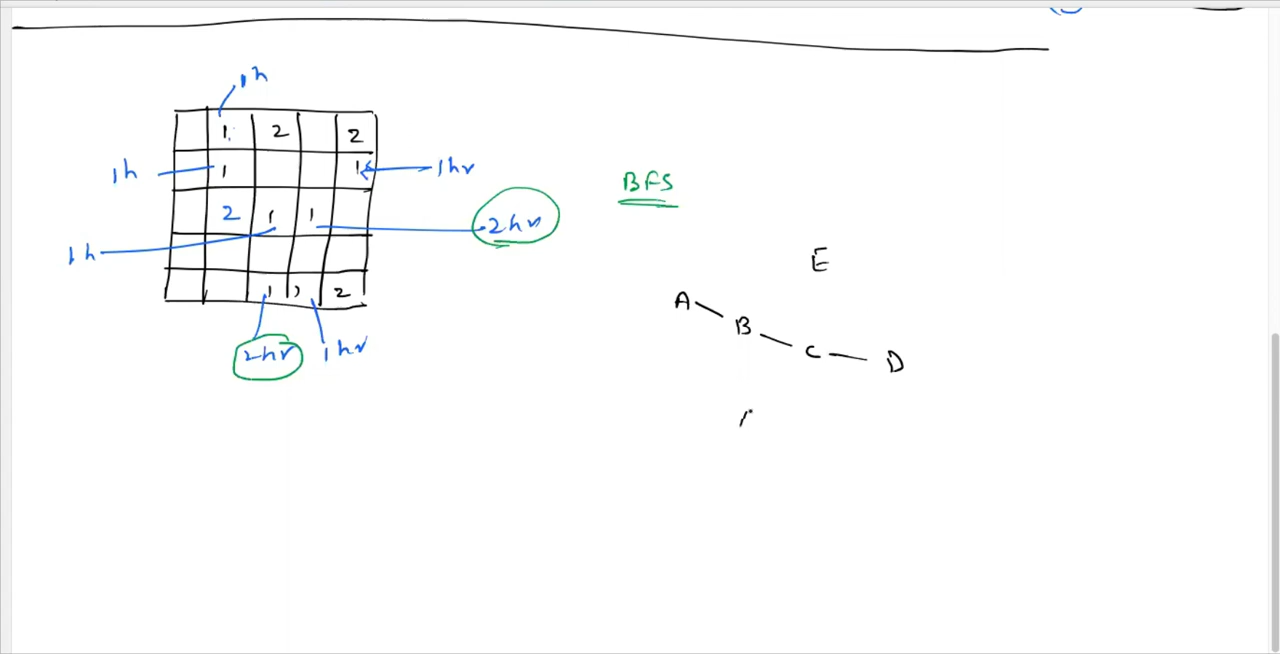 1h
1 2 2
1h 1 1 1hr
2 1 1 2hr
1h
1 1 2
2hr 1hr
BFS
E
A B C D